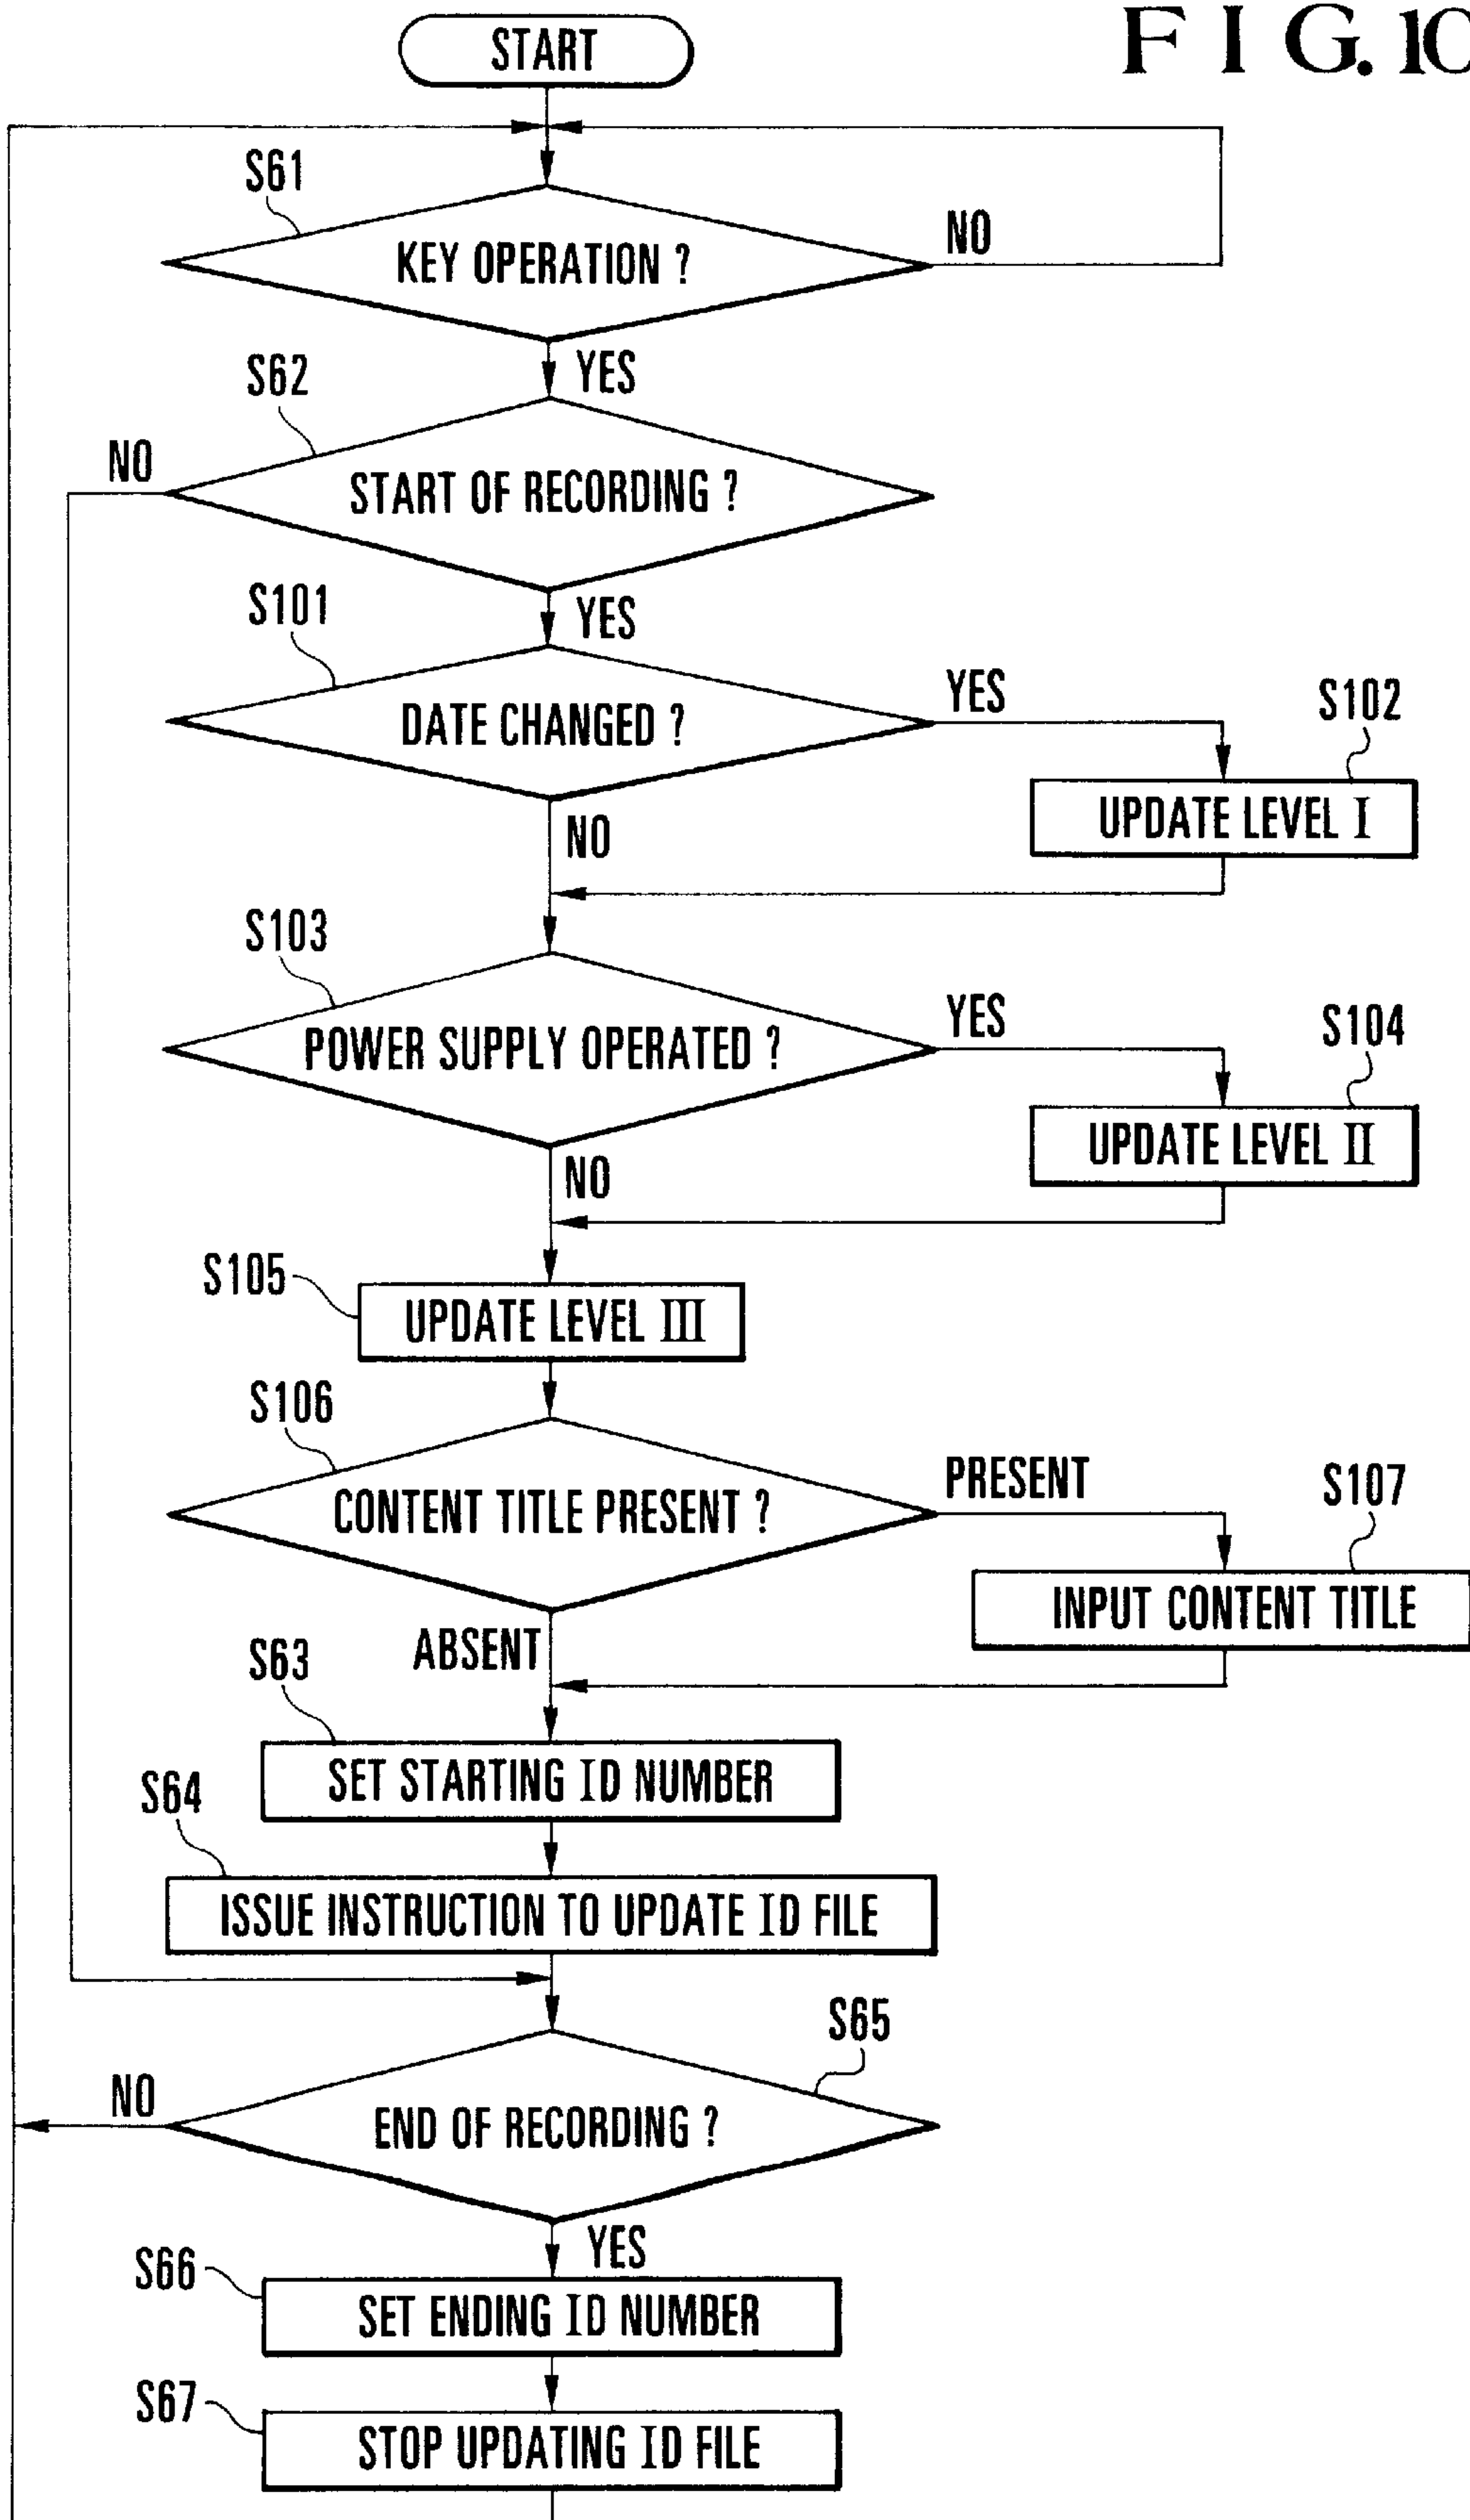 F I G. 10
START
S61
KEY OPERATION ?
NO
YES
S62
NO
START OF RECORDING ?
YES
S101
DATE CHANGED ?
YES
S102
UPDATE LEVEL I
NO
S103
POWER SUPPLY OPERATED ?
YES
S104
UPDATE LEVEL II
NO
S105
UPDATE LEVEL III
S106
CONTENT TITLE PRESENT ?
PRESENT
S107
INPUT CONTENT TITLE
ABSENT
S63
SET STARTING ID NUMBER
S64
ISSUE INSTRUCTION TO UPDATE ID FILE
S65
NO
END OF RECORDING ?
YES
S66
SET ENDING ID NUMBER
S67
STOP UPDATING ID FILE